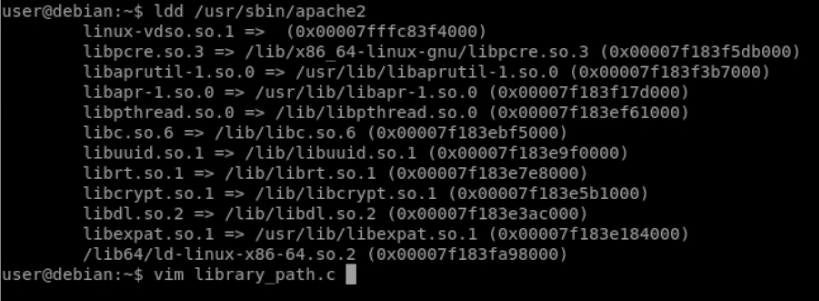 user@debian:~$ ldd /usr/sbin/apache2
linux-vdso.so.1 =>  (0x00007fffc83f4000)
libpcre.so.3 => /lib/x86_64-linux-gnu/libpcre.so.3 (0x00007f183f5db000)
libaprutil-1.so.0 => /usr/lib/libaprutil-1.so.0 (0x00007f183f3b7000)
libapr-1.so.0 => /usr/lib/libapr-1.so.0 (0x00007f183f17d000)
libpthread.so.0 => /lib/libpthread.so.0 (0x00007f183ef61000)
libc.so.6 => /lib/libc.so.6 (0x00007f183ebf5000)
libuuid.so.1 => /lib/libuuid.so.1 (0x00007f183e9f0000)
librt.so.1 => /lib/librt.so.1 (0x00007f183e7e8000)
libcrypt.so.1 => /lib/libcrypt.so.1 (0x00007f183e5b1000)
libdl.so.2 => /lib/libdl.so.2 (0x00007f183e3ac000)
libexpat.so.1 => /usr/lib/libexpat.so.1 (0x00007f183e184000)
/lib64/ld-linux-x86-64.so.2 (0x00007f183fa98000)
user@debian:~$ vim library_path.c